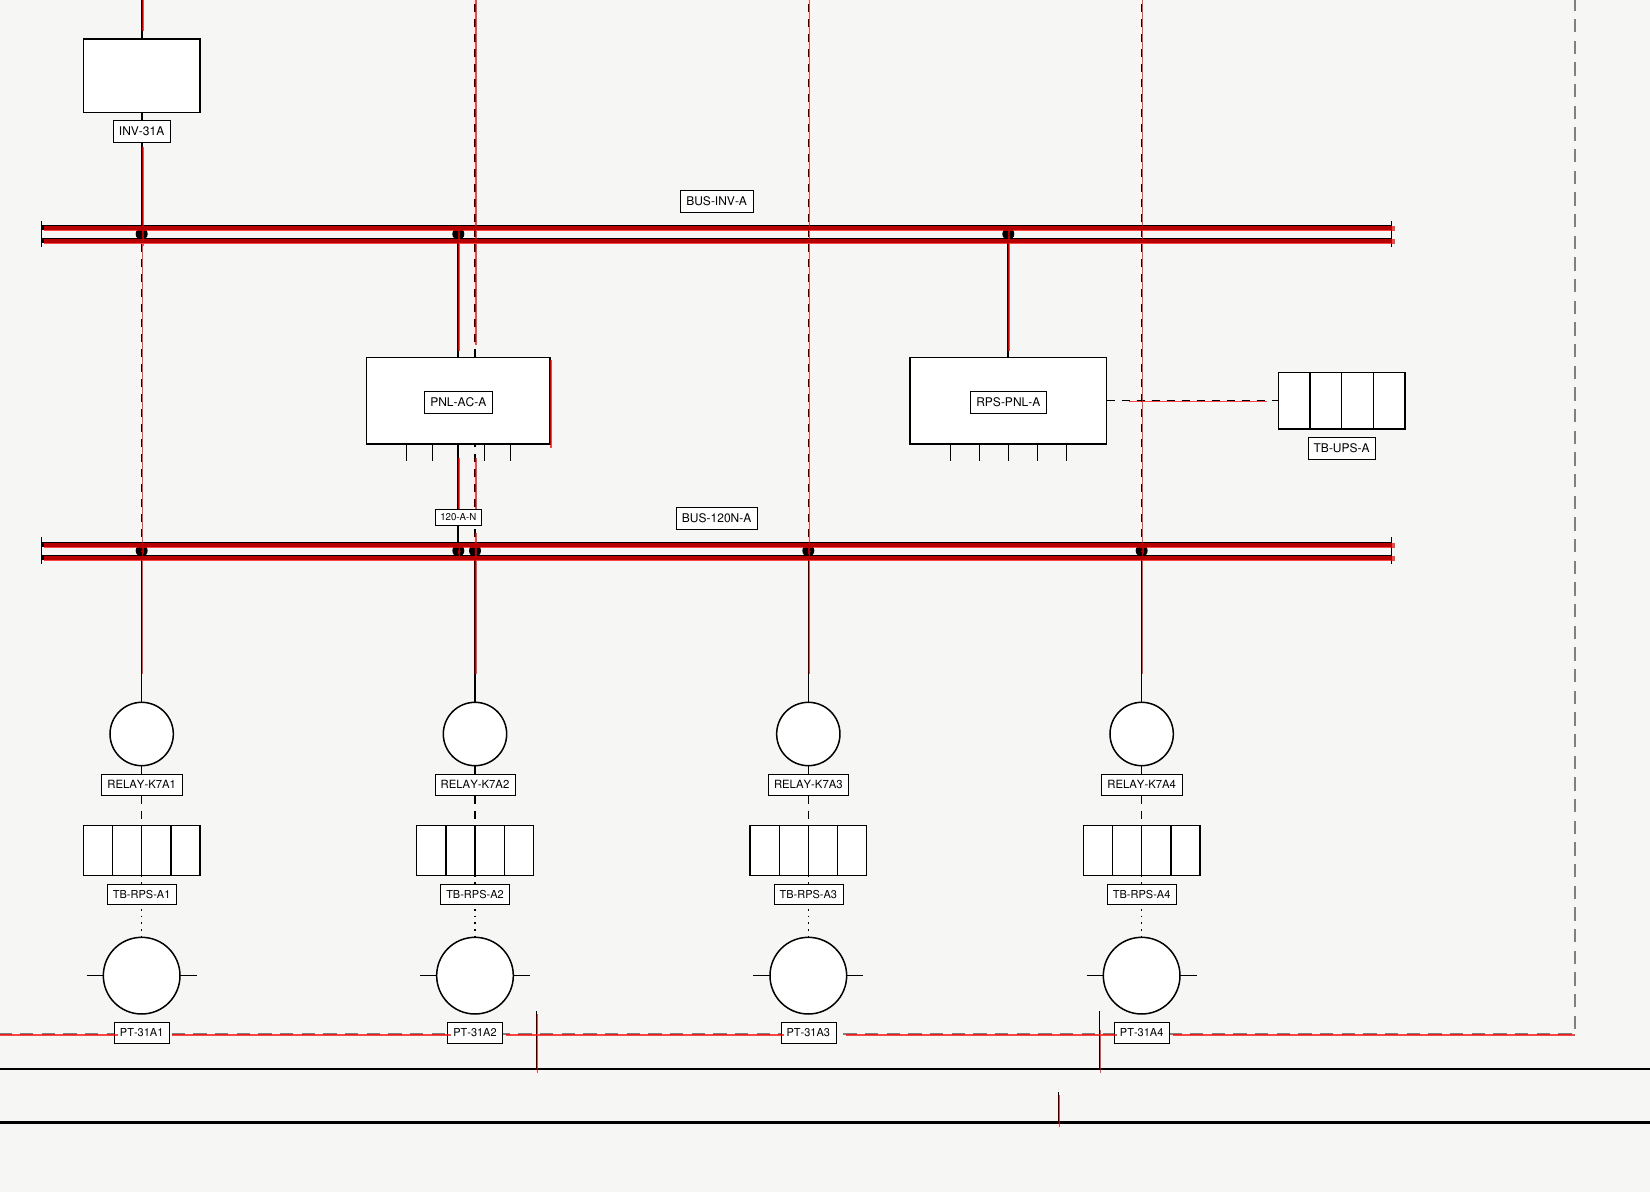 INV-31A
BUS-INV-A
PNL-AC-A
RPS-PNL-A
TB-UPS-A
120-A-N
BUS-120N-A
RELAY-K7A1
RELAY-K7A2
RELAY-K7A3
RELAY-K7A4
TB-RPS-A1
TB-RPS-A2
TB-RPS-A3
TB-RPS-A4
PT-31A1
PT-31A2
PT-31A3
PT-31A4